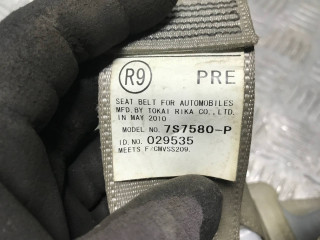 R9 PRE
SEAT BELT FOR AUTOMOBILES
MFD.BY TOKAI RIKA CO., LTD.
IN MAY 2010
MODEL NO. 7S7580-P
ID.NO. 029535
MEETS F/CMVSS209.